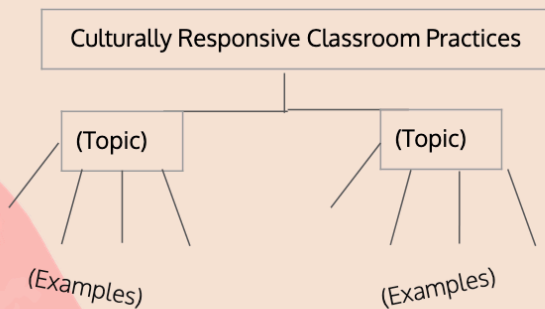 Culturally Responsive Classroom Practices
(Topic)
(Topic)
(Examples)
(Examples)